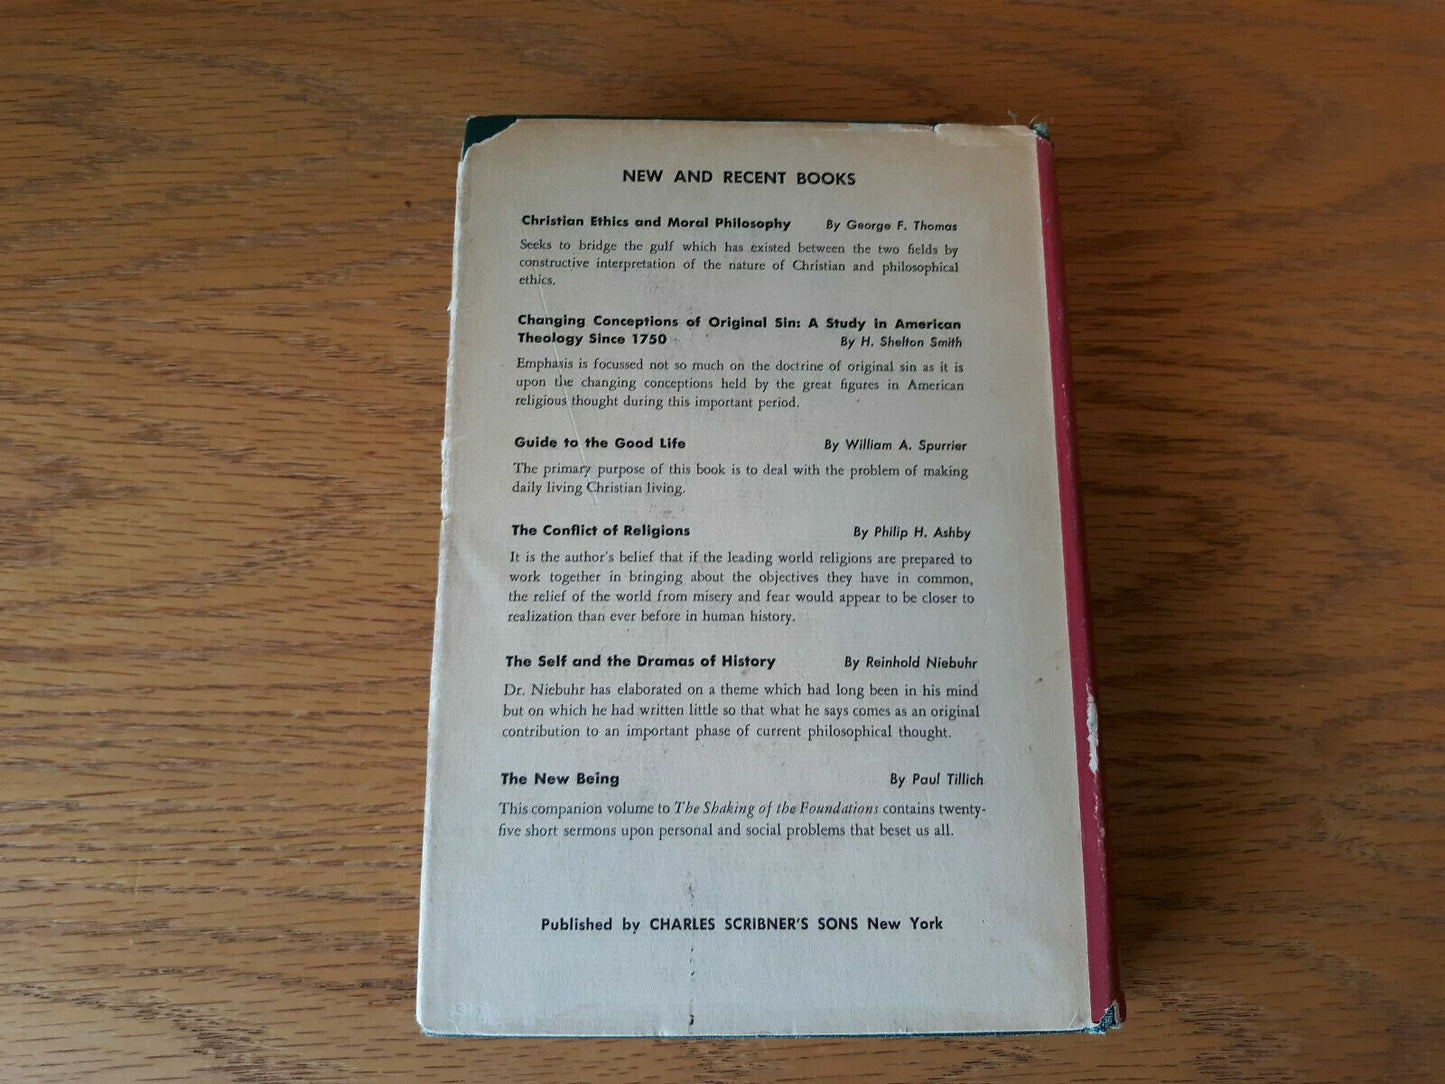 NEW AND RECENT BOOKS
Christian Ethics and Moral Philosophy By George F. Thomas
Seeks to bridge the gulf which has existed between the two fields by
constructive interpretation of the nature of Christian and philosophical
ethics.
Changing Conceptions of Original Sin: A Study in American
Theology Since 1750 By H. Shelton Smith
Emphasis is focussed not so much on the doctrine of original sin as it is
upon the changing conceptions held by the great figures in American
religious thought during this important period.
Guide to the Good Life By William A. Spurrier
The primary purpose of this book is to deal with the problem of making
daily living Christian living.
The Conflict of Religions By Philip H. Ashby
It is the author's belief that if the leading world religions are prepared to
work together in bringing about the objectives they have in common,
the relief of the world from misery and fear would appear to be closer to
realization than ever before in human history.
The Self and the Dramas of History By Reinhold Niebuhr
Dr. Niebuhr has elaborated on a theme which had long been in his mind
but on which he had written little so that what he says comes as an original
contribution to an important phase of current philosophical thought.
The New Being By Paul Tillich
This companion volume to The Shaking of the Foundations contains twenty-
five short sermons upon personal and social problems that beset us all.
Published by CHARLES SCRIBNER'S SONS New York